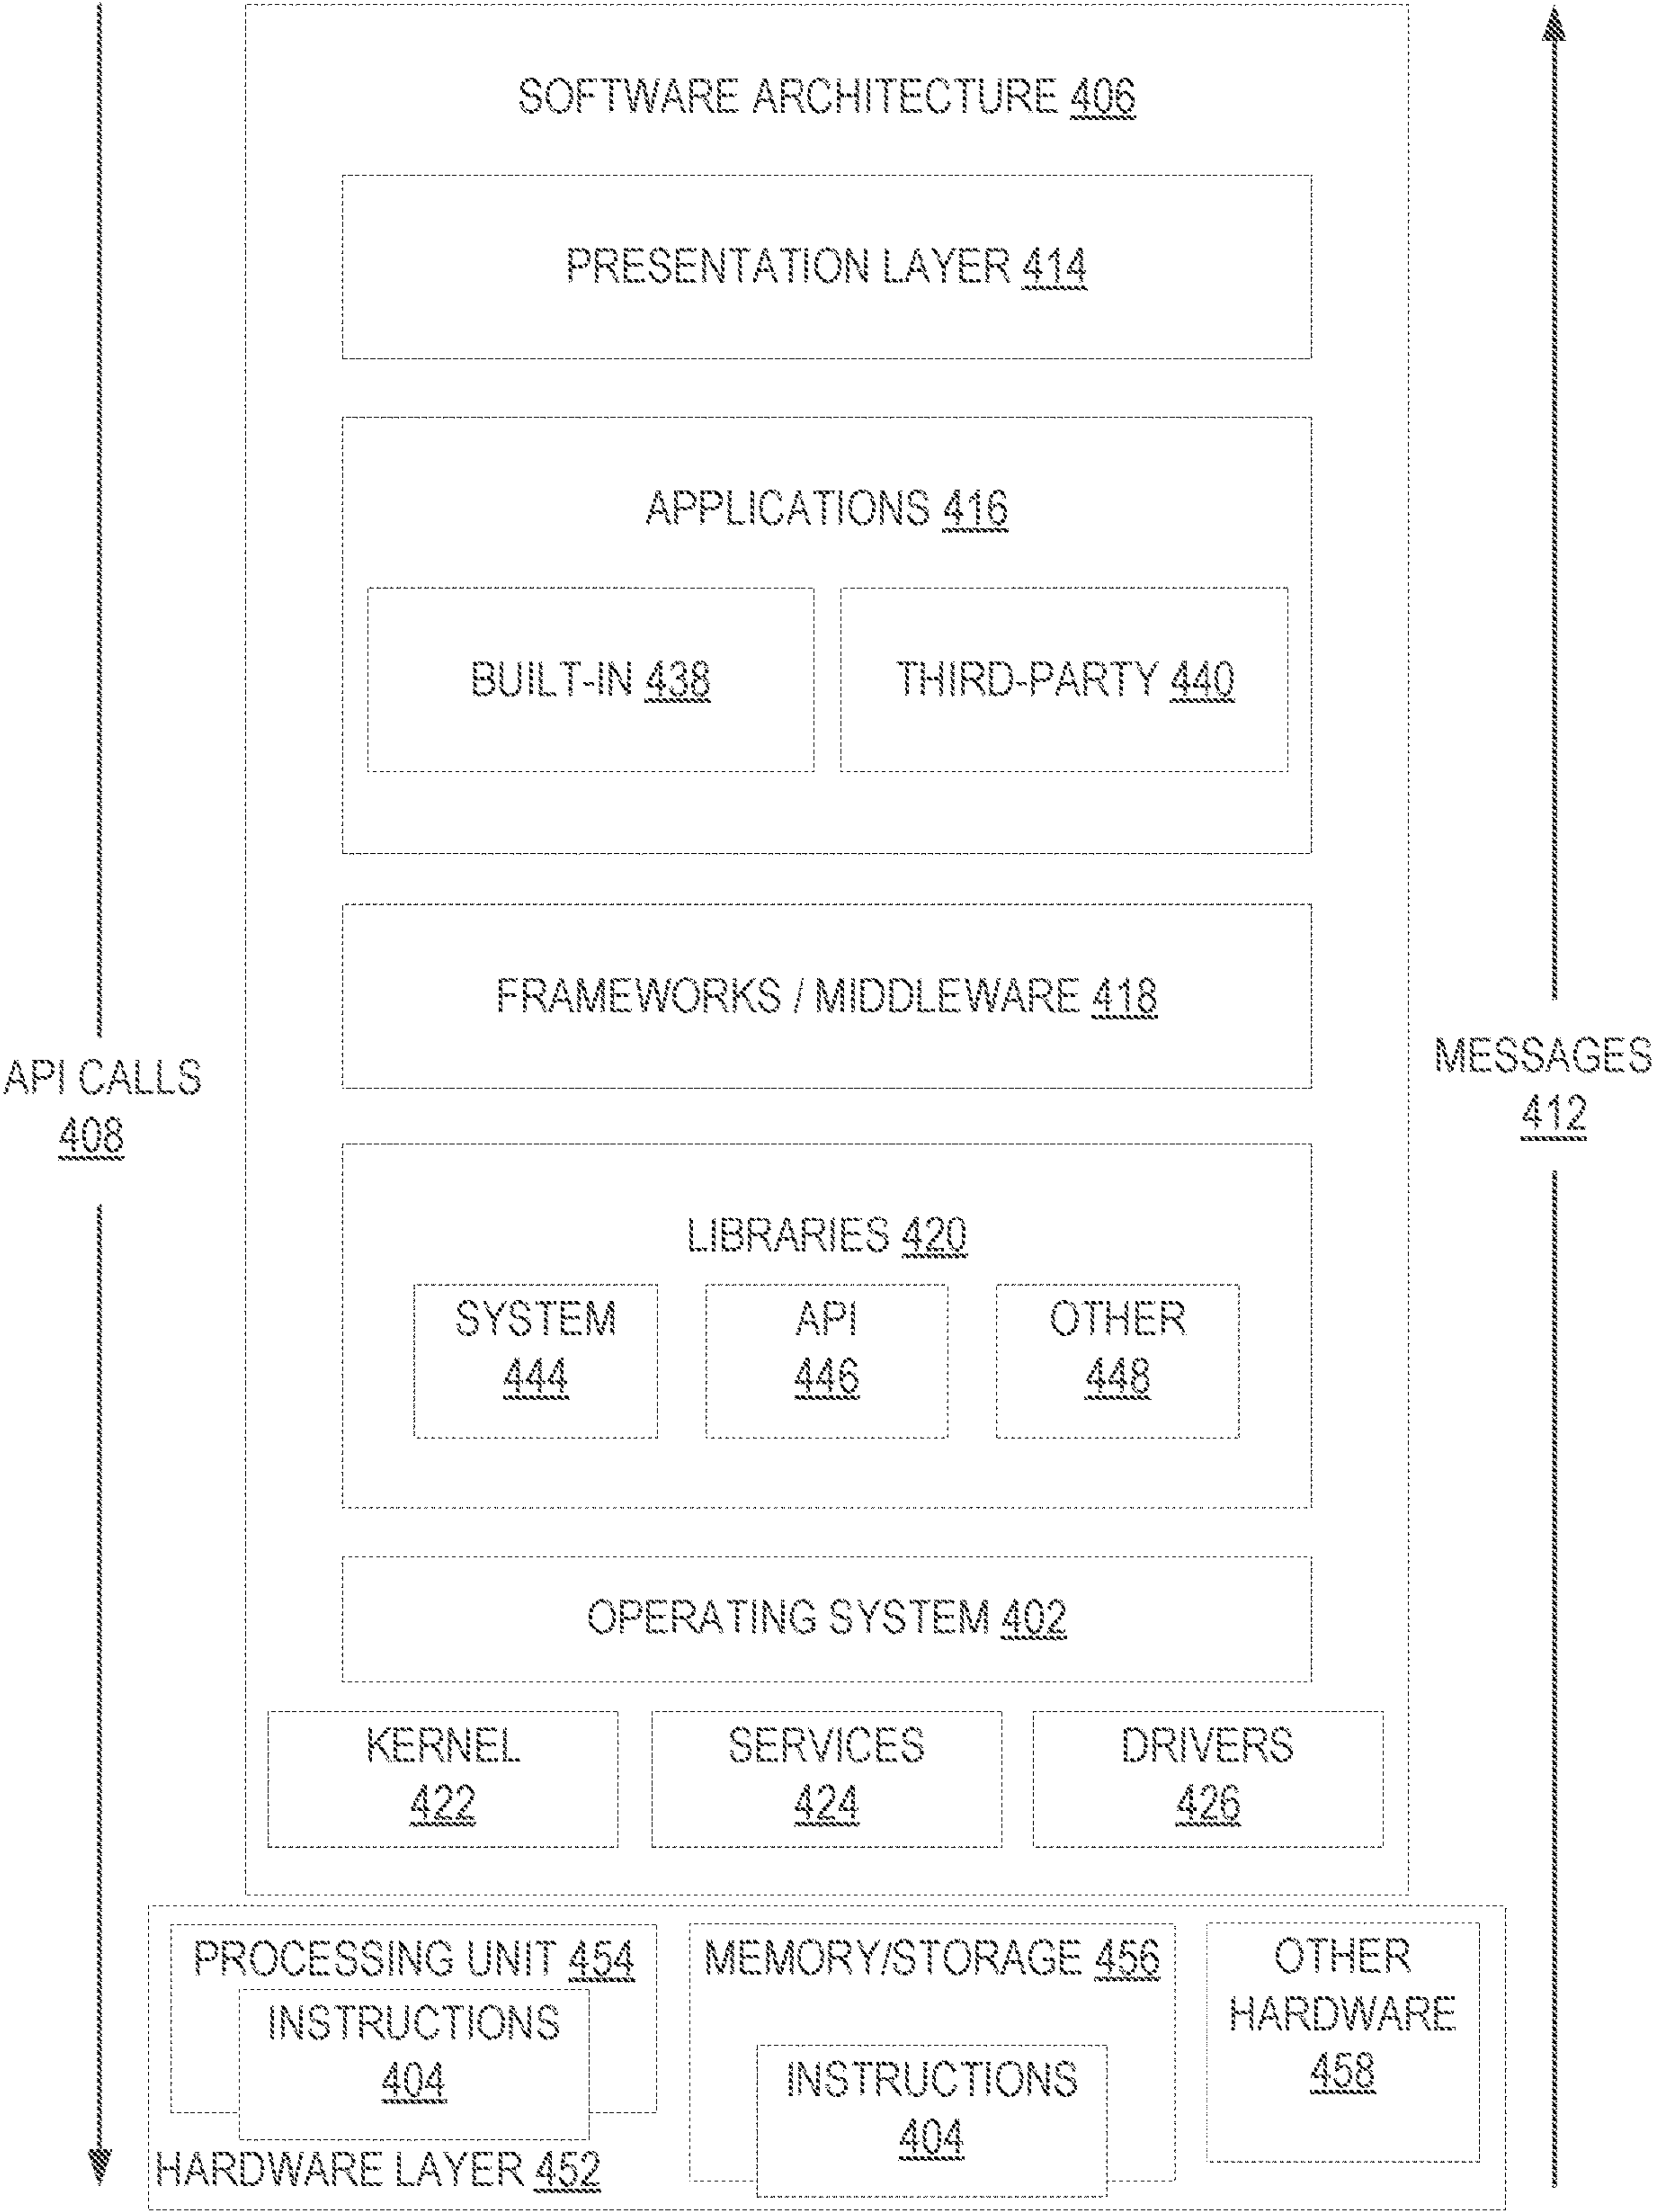 SOFTWARE ARCHITECTURE 406
PRESENTATION LAYER 414
APPLICATIONS 416
BUILT-IN 438
THIRD-PARTY 440
FRAMEWORKS / MIDDLEWARE 418
API CALLS
408
MESSAGES
412
LIBRARIES 420
SYSTEM
444
API
446
OTHER
448
OPERATING SYSTEM 402
KERNEL
422
SERVICES
424
DRIVERS
426
PROCESSING UNIT 454
INSTRUCTIONS
404
MEMORY/STORAGE 456
INSTRUCTIONS
404
OTHER
HARDWARE
458
HARDWARE LAYER 452